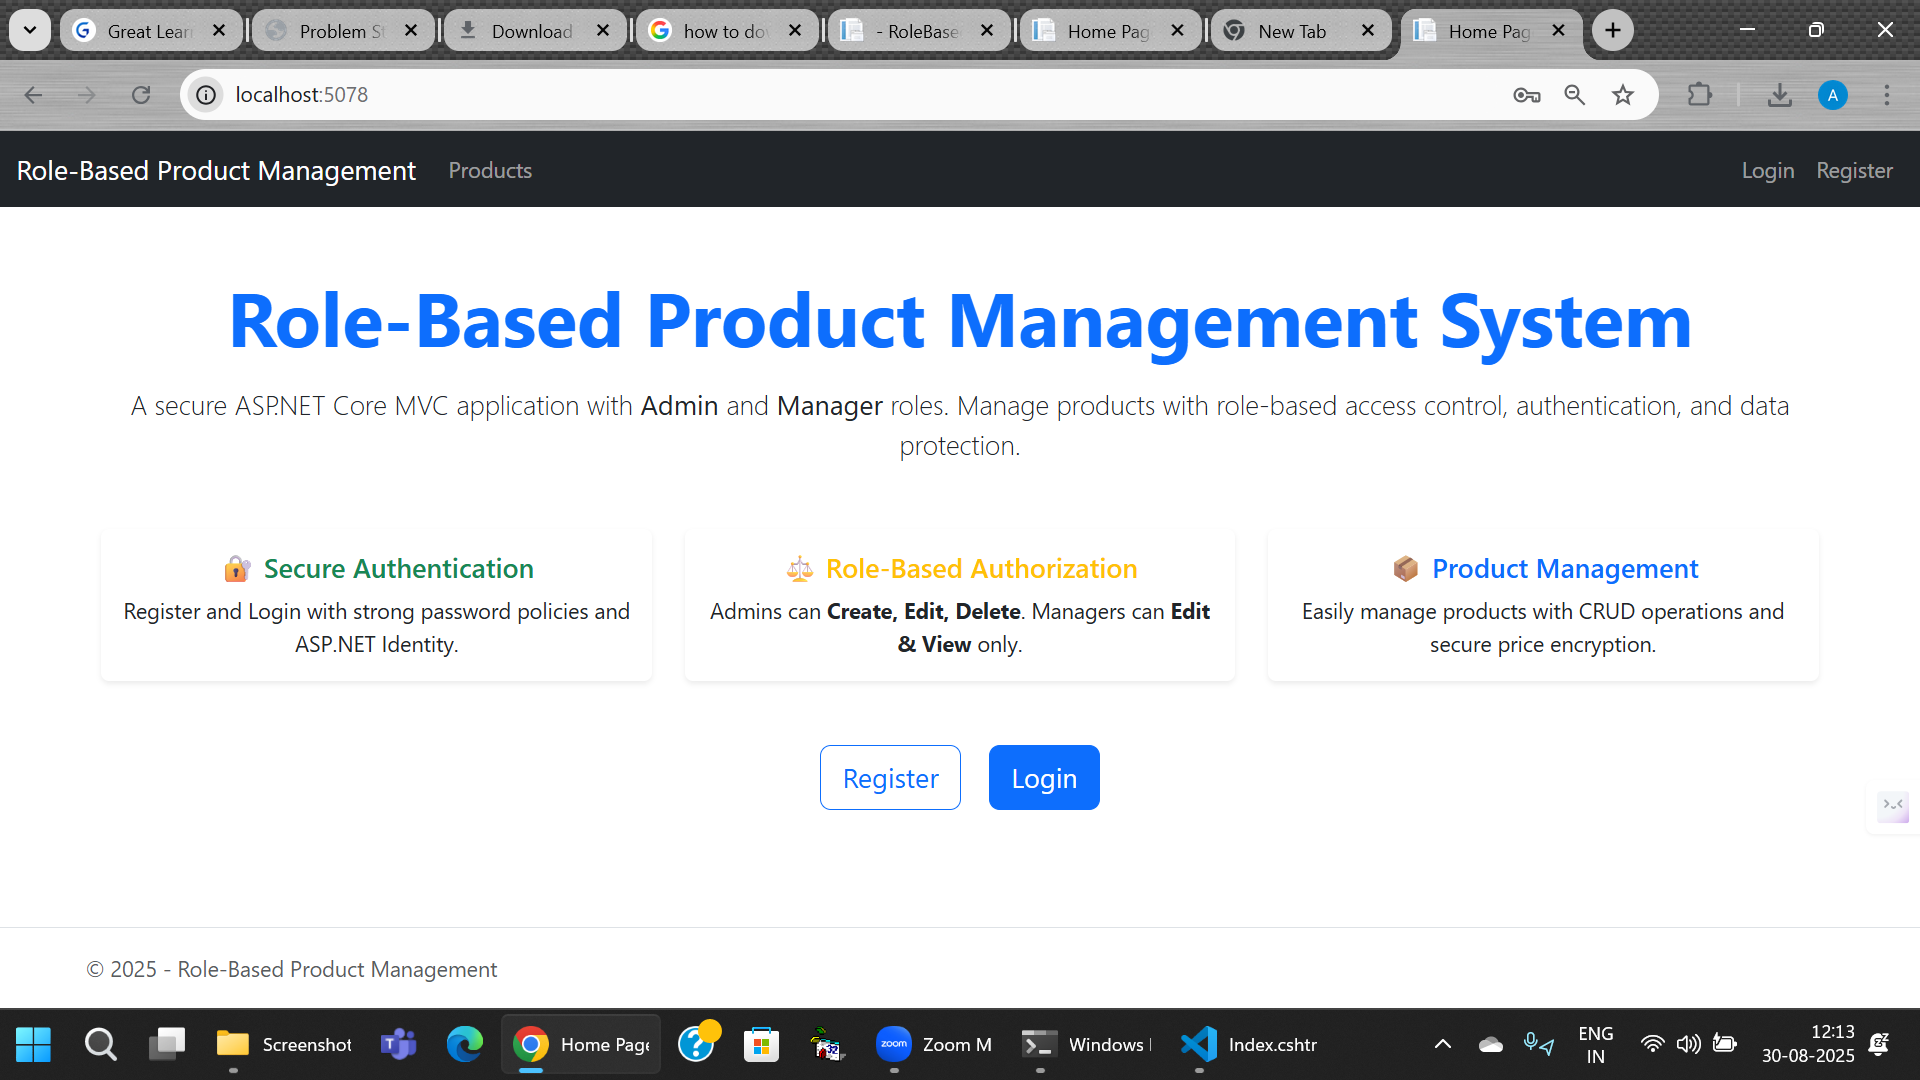 Great Lear
Problem St
Download
how to do
- RoleBase
Home Pag
New Tab
Home Pag
localhost:5078
A
Role-Based Product Management
Products
Login
Register
Role-Based Product Management System
A secure ASP.NET Core MVC application with Admin and Manager roles. Manage products with role-based access control, authentication, and data
protection.
Secure Authentication
Register and Login with strong password policies and
ASP.NET Identity.
Role-Based Authorization
Admins can Create, Edit, Delete. Managers can Edit
& View only.
Product Management
Easily manage products with CRUD operations and
secure price encryption.
Register
Login
© 2025 - Role-Based Product Management
Screenshot
Home Page
zoom
Zoom M
Windows
Index.cshtr
ENG
IN
12:13
30-08-2025